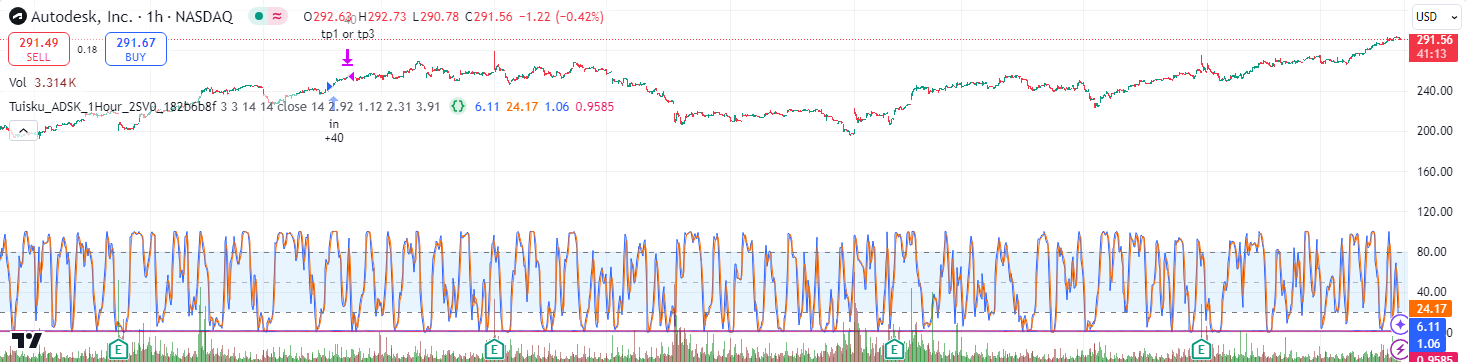 Autodesk, Inc. · 1h · NASDAQ
O292.63 H292.73 L290.78 C291.56 −1.22 (−0.42%)
USD
291.49
SELL
0.18
291.67
BUY
-40
tp1 or tp3
291.56
41:13
Vol 3.314K
Tuisku_ADSK_1Hour_2SV0_182b6b8f 3 3 14 14 close 14 2.92 1.12 2.31 3.91 {} 6.11 24.17 1.06 0.9585
in
+40
240.00
200.00
160.00
120.00
80.00
40.00
24.17
6.11
1.06
0.9585
E
E
E
E